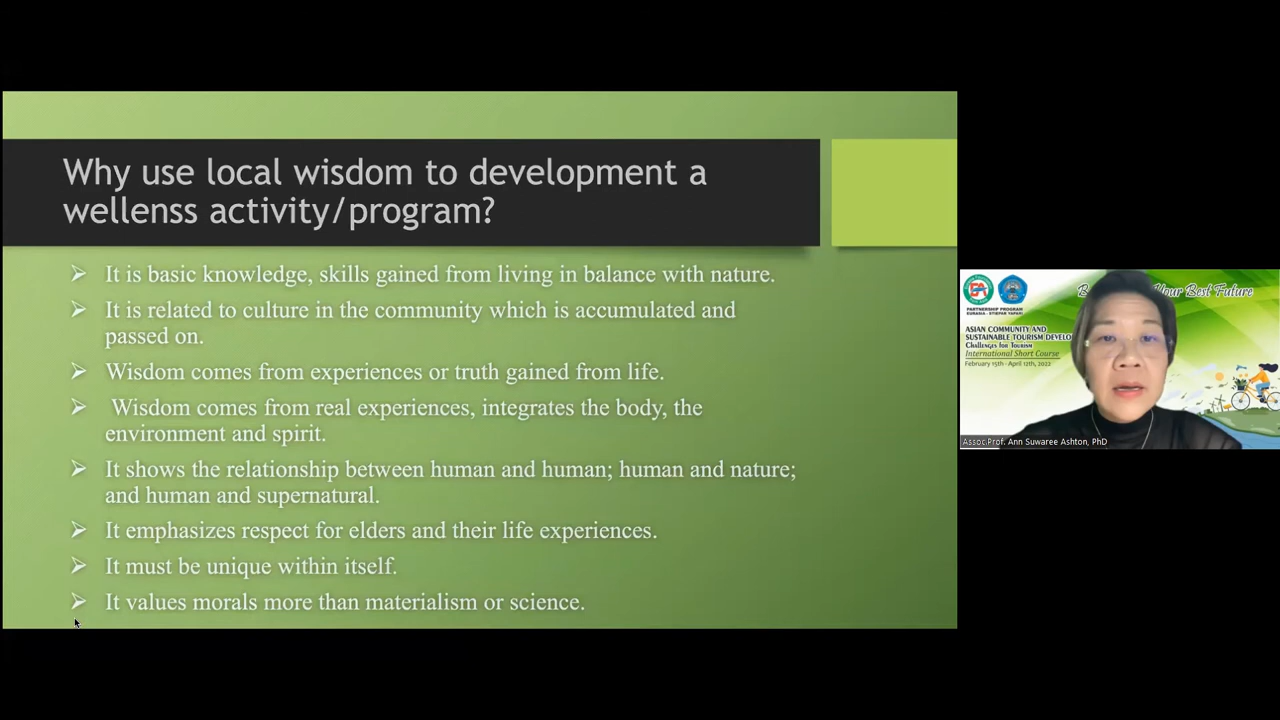 Why use local wisdom to development a
wellenss activity/program?
It is basic knowledge, skills gained from living in balance with nature.
It is related to culture in the community which is accumulated and
passed on.
Wisdom comes from experiences or truth gained from life.
Wisdom comes from real experiences, integrates the body, the
environment and spirit.
It shows the relationship between human and human; human and nature;
and human and supernatural.
It emphasizes respect for elders and their life experiences.
It must be unique within itself.
It values morals more than materialism or science.
Your Best Future
PARTNERSHIP PROGRAM
EURASIA - STIEPAR YAPARI
ASIAN COMMUNITY AND
SUSTAINABLE TOURISM DEVELO
Challenges for Tourism
International Short Course
February 15th - April 12th, 2022
Assoc.Prof. Ann Suwaree Ashton, PhD